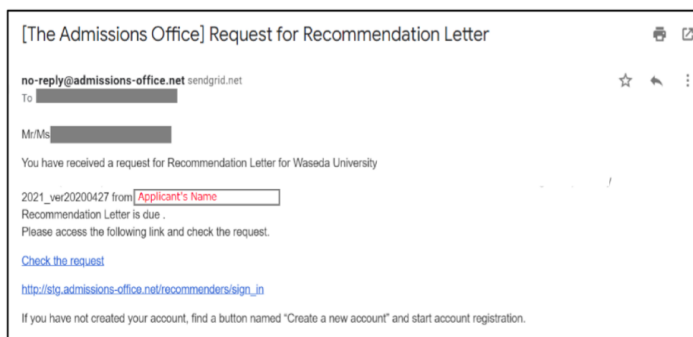 [The Admissions Office] Request for Recommendation Letter
no-reply@admissions-office.net sendgrid.net
To
Mr/Ms
You have received a request for Recommendation Letter for Waseda University
2021_ver20200427 from Applicant's Name
Recommendation Letter is due .
Please access the following link and check the request.
Check the request
http://stg.admissions-office.net/recommenders/sign_in
If you have not created your account, find a button named “Create a new account” and start account registration.